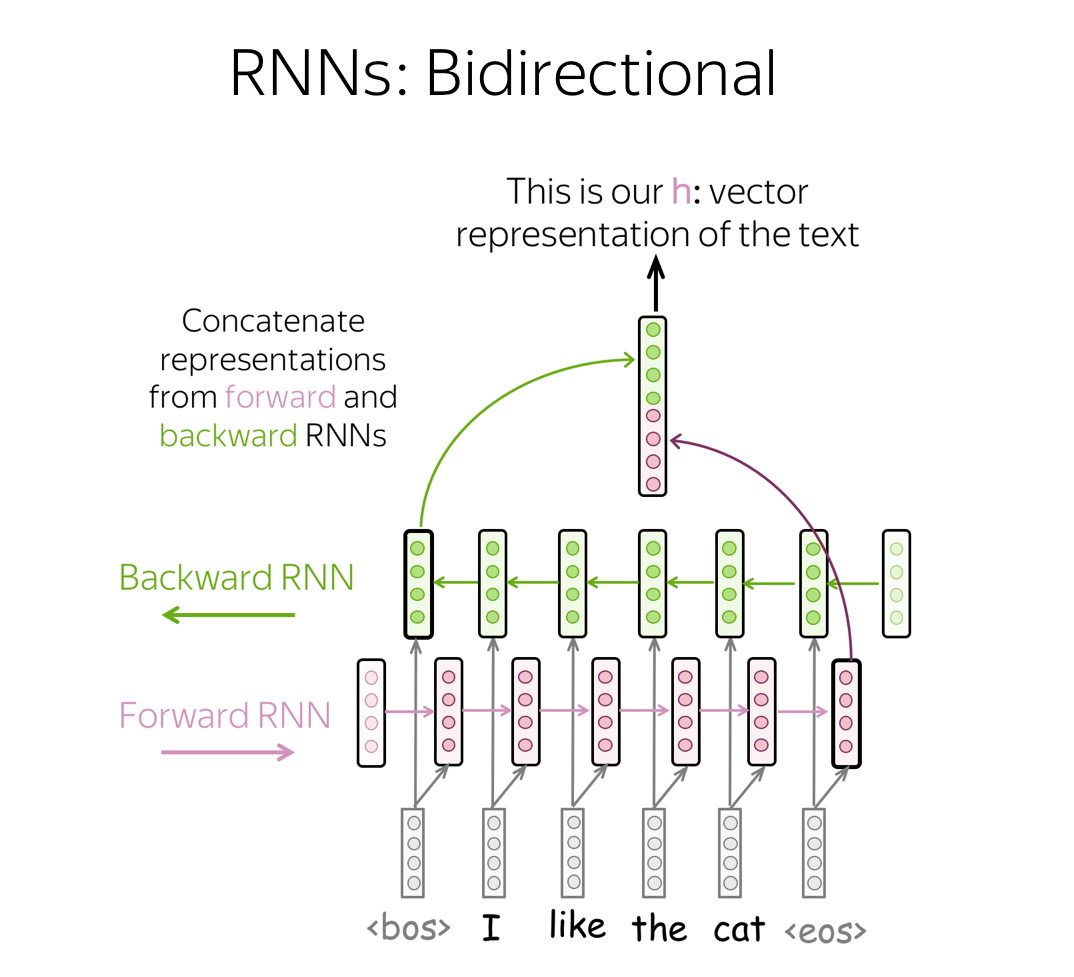 RNNs: Bidirectional
This is our h: vector
representation of the text
Concatenate
representations
from forward and
backward RNNs
Backward RNN
Forward RNN
<bos> I like the cat <eos>